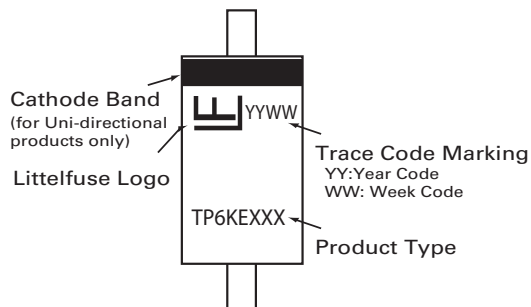 Cathode Band
(for Uni-directional
products only)
Littelfuse Logo
YYWW
Trace Code Marking
YY:Year Code
WW: Week Code
TP6KEXXX
Product Type